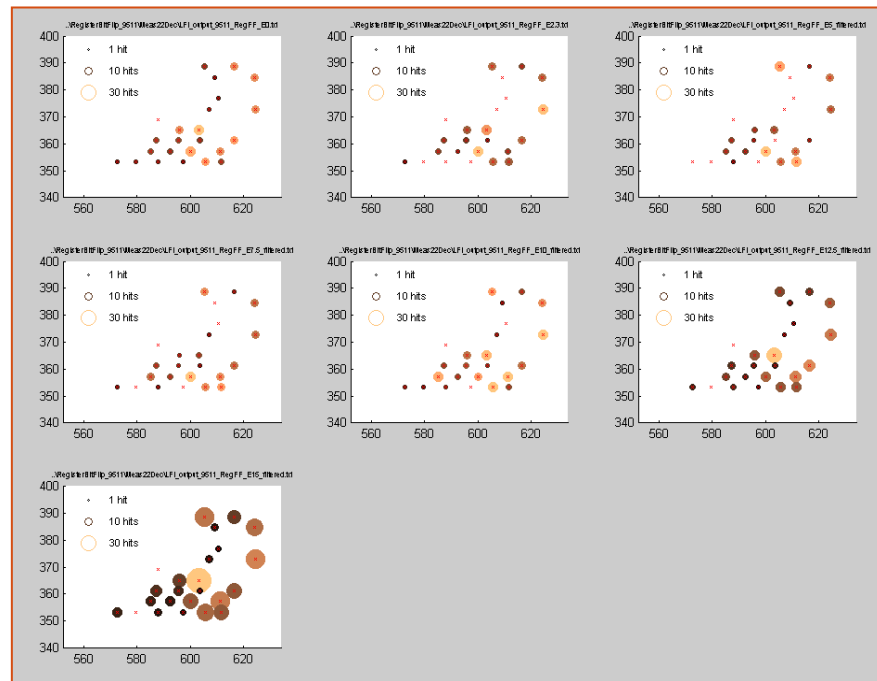 ..\RegisterBitFlip_9511\Meas22Dec\LFI_output_9511_RegFF_E0.txt
400
390
380
370
360
350
340
560
580
600
620
1 hit
10 hits
30 hits
..\RegisterBitFlip_9511\Meas22Dec\LFI_output_9511_RegFF_E2.3.txt
400
390
380
370
360
350
340
560
580
600
620
1 hit
10 hits
30 hits
..\RegisterBitFlip_9511\Meas22Dec\LFI_output_9511_RegFF_E5_filtered.txt
400
390
380
370
360
350
340
560
580
600
620
1 hit
10 hits
30 hits
..\RegisterBitFlip_9511\Meas22Dec\LFI_output_9511_RegFF_E7.5_filtered.txt
400
390
380
370
360
350
340
560
580
600
620
1 hit
10 hits
30 hits
..\RegisterBitFlip_9511\Meas22Dec\LFI_output_9511_RegFF_E10_filtered.txt
400
390
380
370
360
350
340
560
580
600
620
1 hit
10 hits
30 hits
..\RegisterBitFlip_9511\Meas22Dec\LFI_output_9511_RegFF_E12.5_filtered.txt
400
390
380
370
360
350
340
560
580
600
620
1 hit
10 hits
30 hits
..\RegisterBitFlip_9511\Meas22Dec\LFI_output_9511_RegFF_E15_filtered.txt
400
390
380
370
360
350
340
560
580
600
620
1 hit
10 hits
30 hits